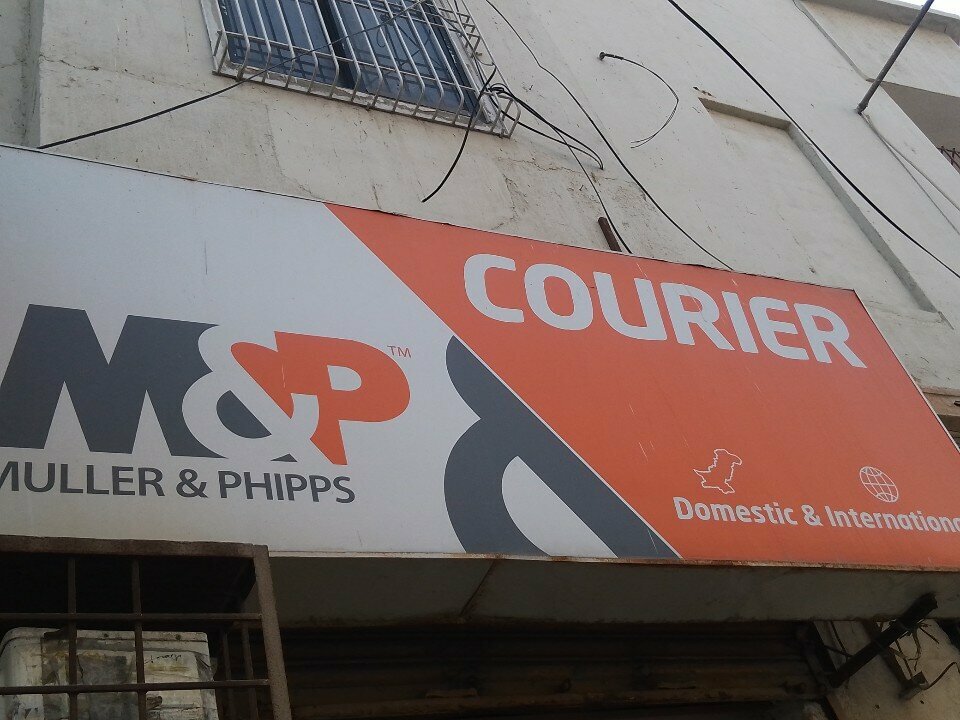 M&P™
MULLER & PHIPPS
COURIER
Domestic & Internationa